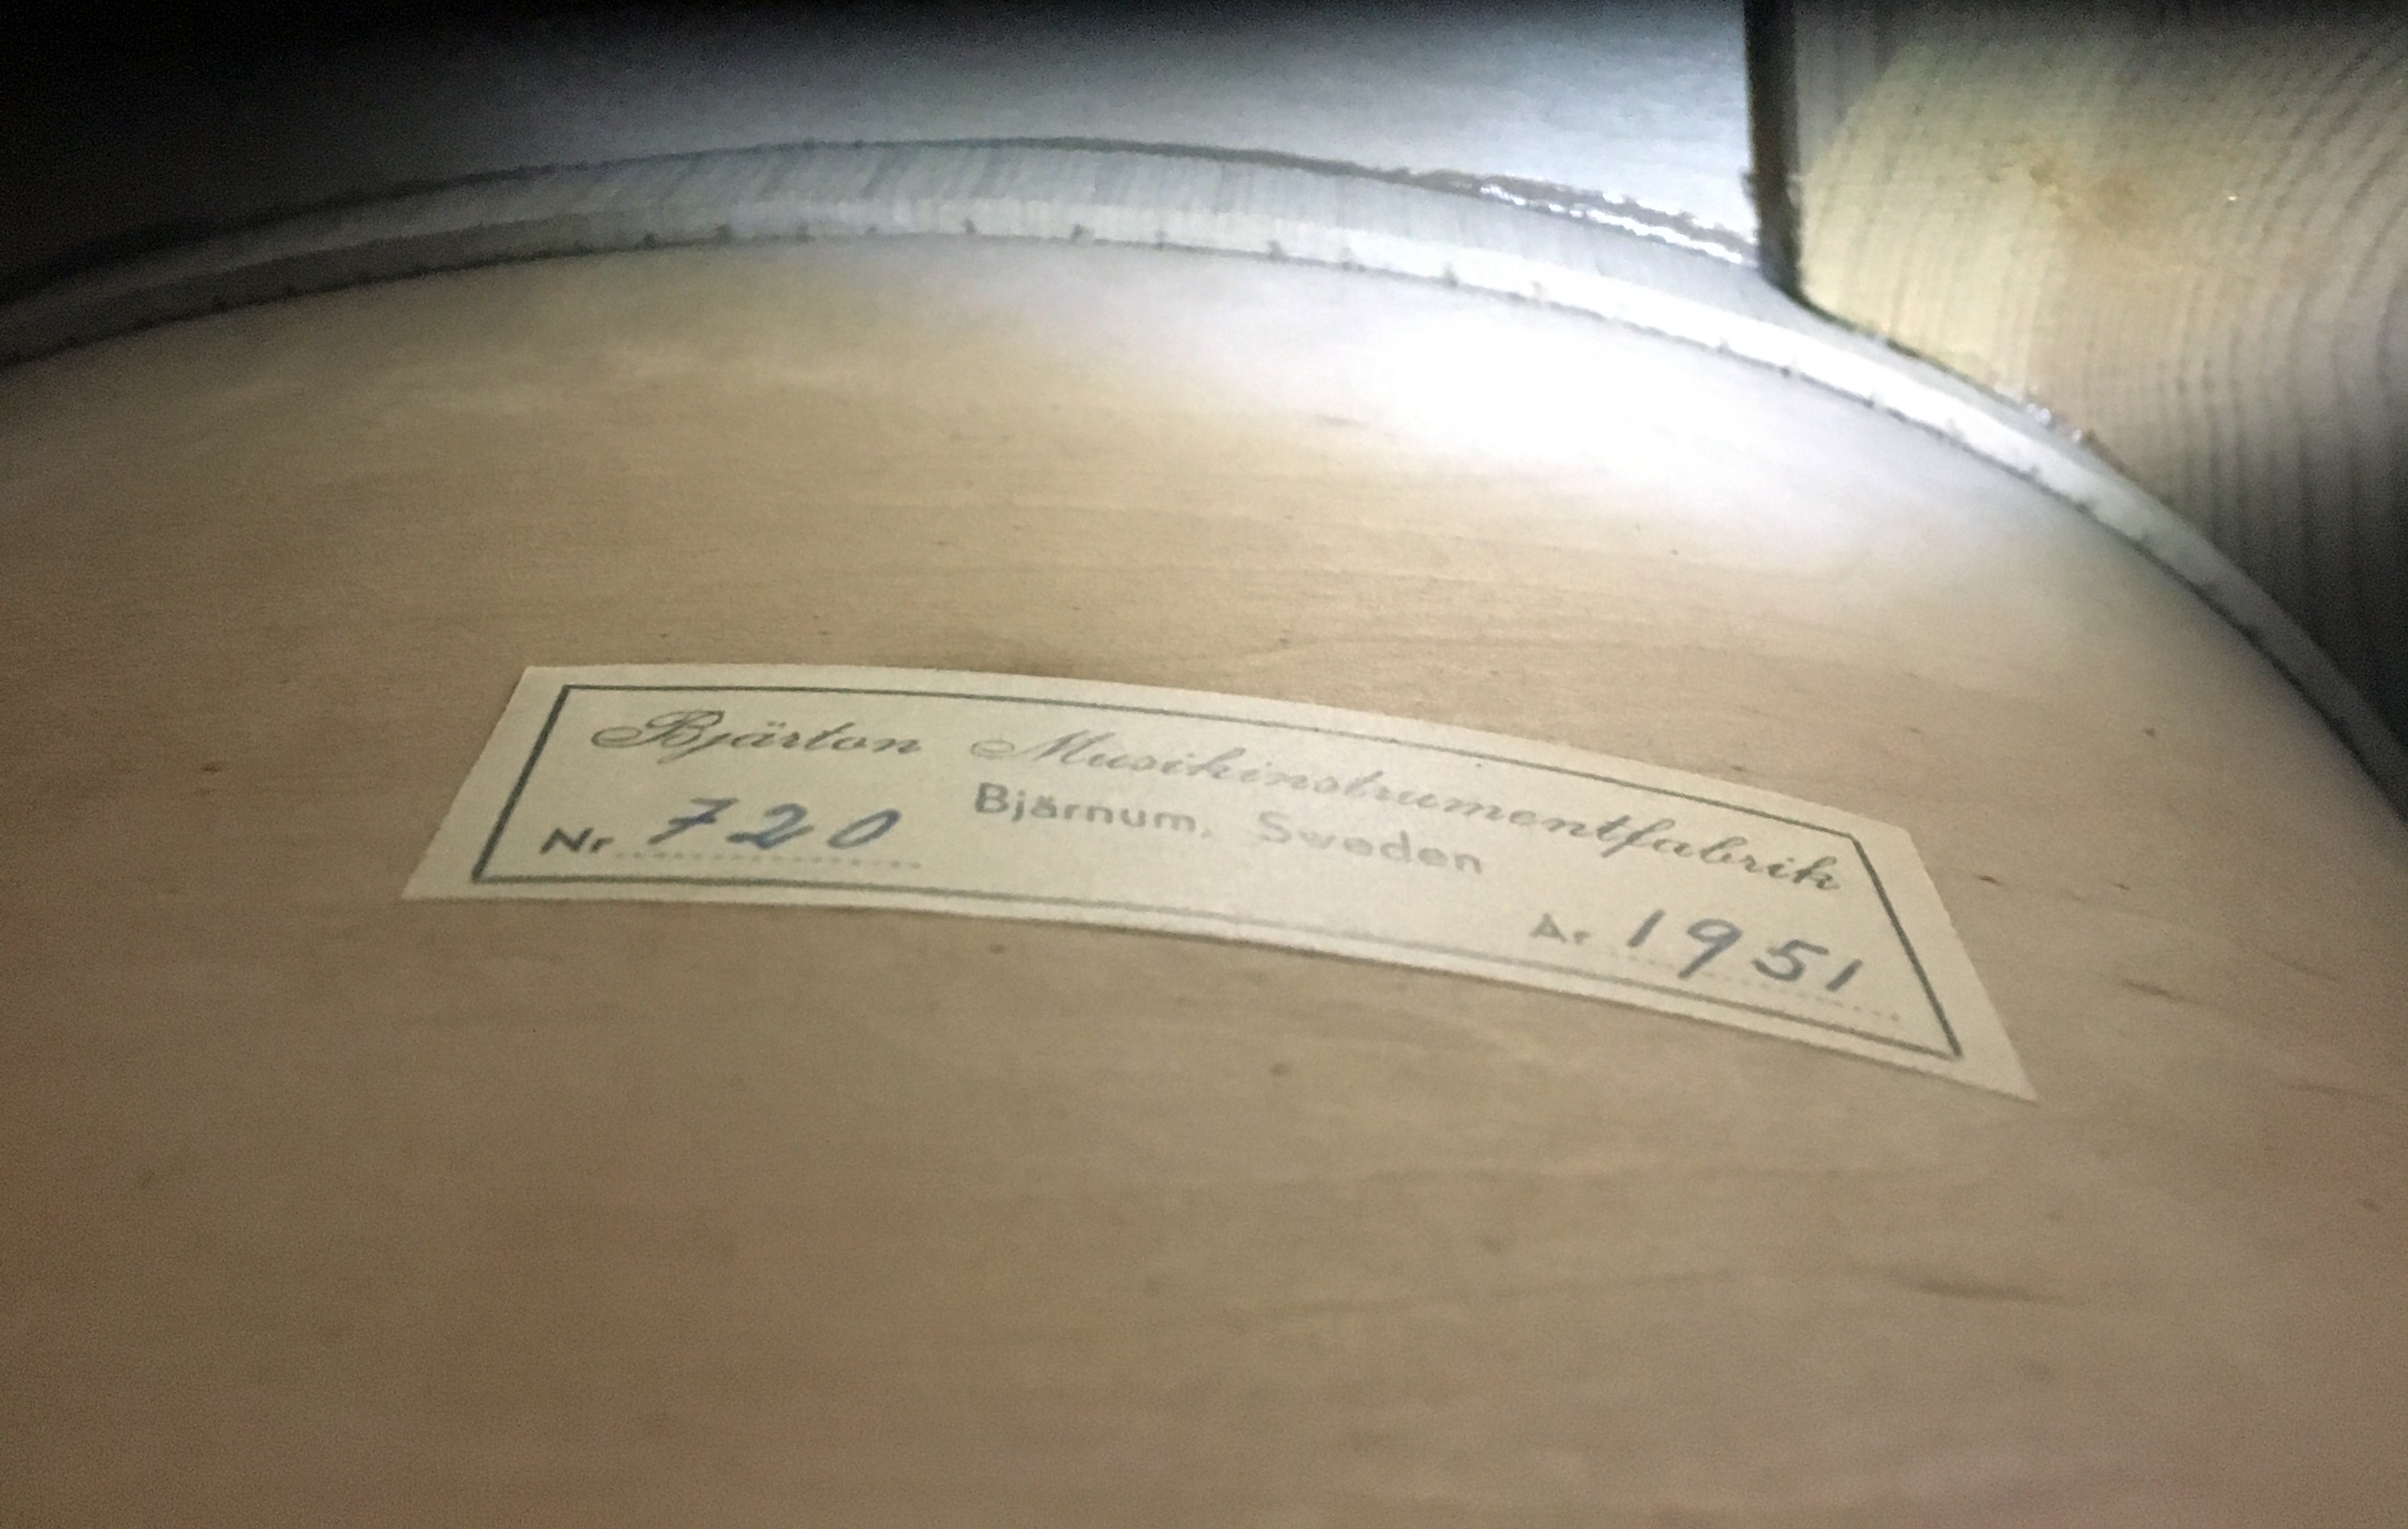 Bjärton Musikinstrumentfabrik
Bjärnum, Sweden
Nr 720
År 1951